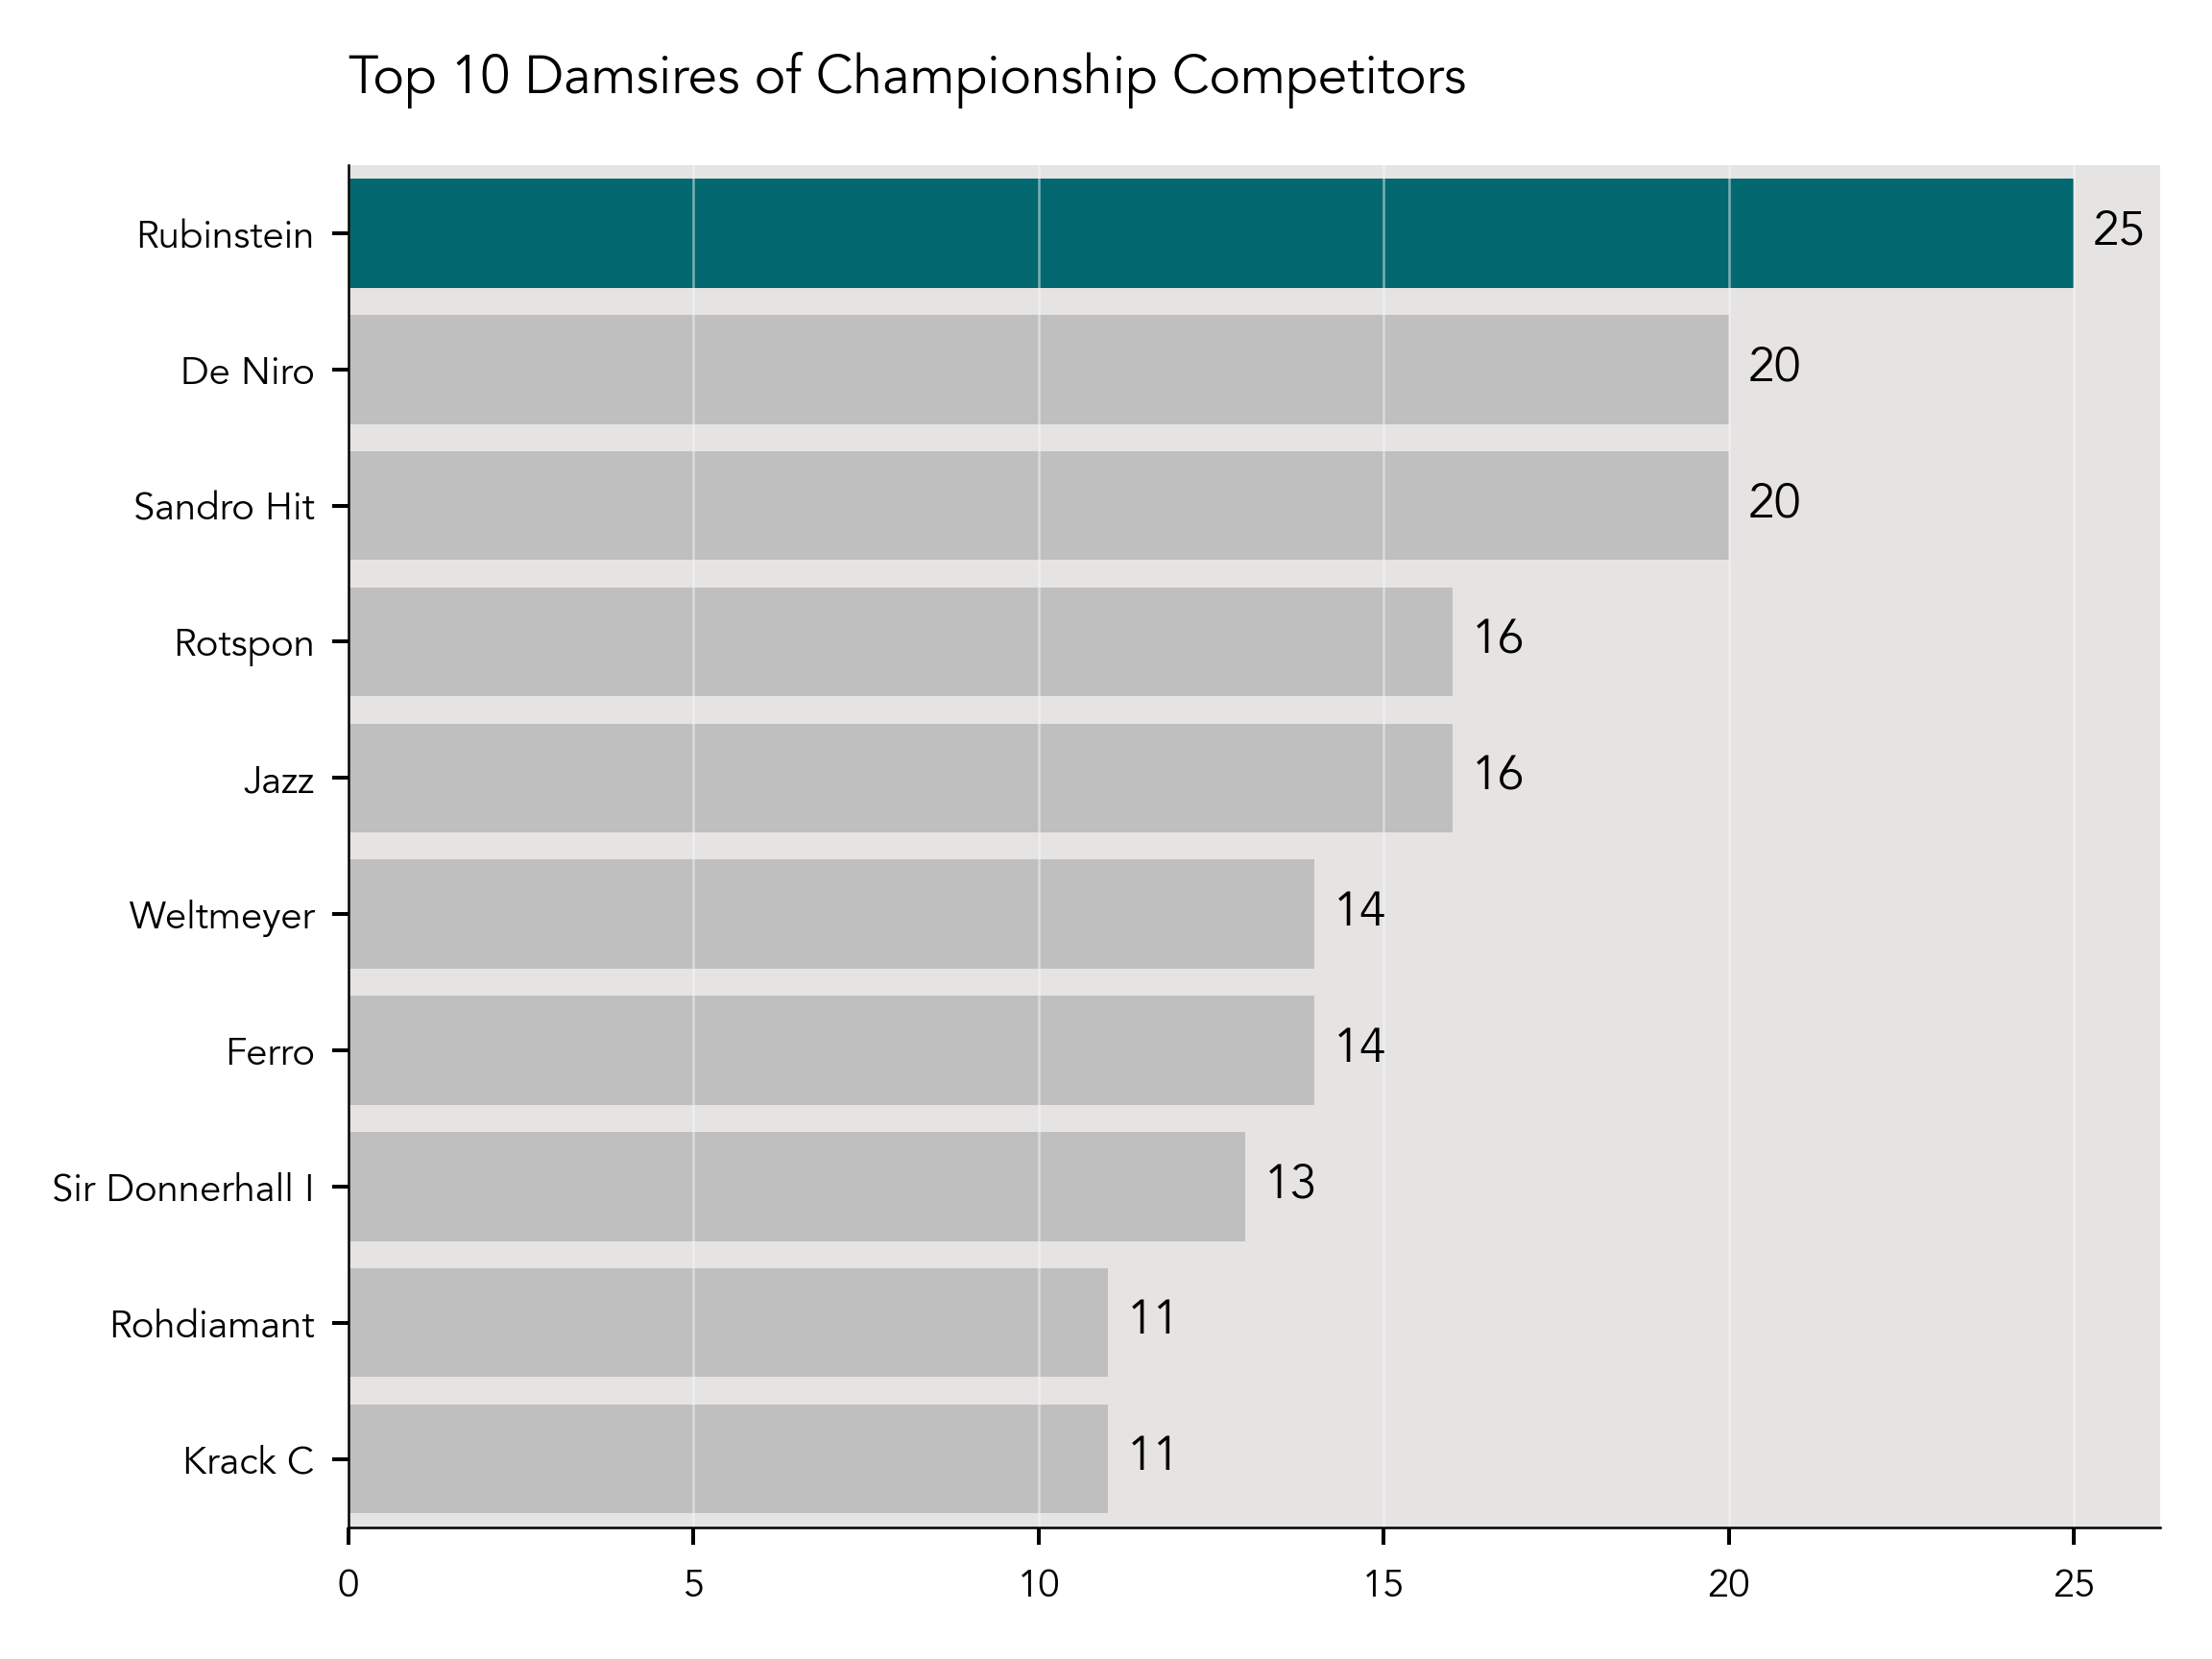 Top 10 Damsires of Championship Competitors
Rubinstein 25
De Niro 20
Sandro Hit 20
Rotspon 16
Jazz 16
Weltmeyer 14
Ferro 14
Sir Donnerhall I 13
Rohdiamant 11
Krack C 11
0 5 10 15 20 25